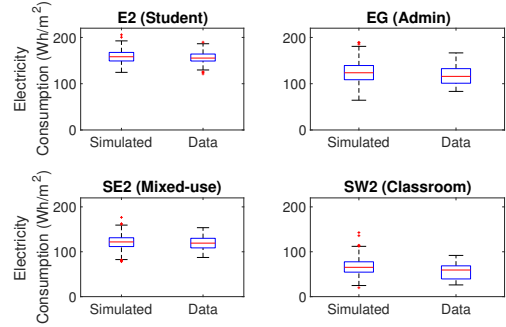 E2 (Student)
Electricity
Consumption (Wh/m²)
200
100
0
Simulated
Data
EG (Admin)
200
100
0
Simulated
Data
SE2 (Mixed-use)
Electricity
Consumption (Wh/m²)
200
100
0
Simulated
Data
SW2 (Classroom)
200
100
0
Simulated
Data